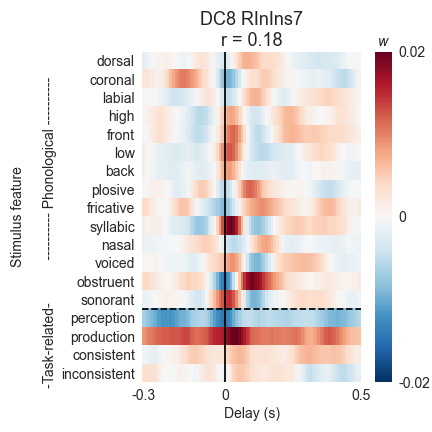 DC8 RInIns7
r = 0.18
w
dorsal
coronal
labial
high
front
low
back
plosive
fricative
syllabic
nasal
voiced
obstruent
sonorant
perception
production
consistent
inconsistent
Stimulus feature
---------- Phonological ----------
-Task-related-
0.02
0
-0.02
-0.3
0
0.5
Delay (s)